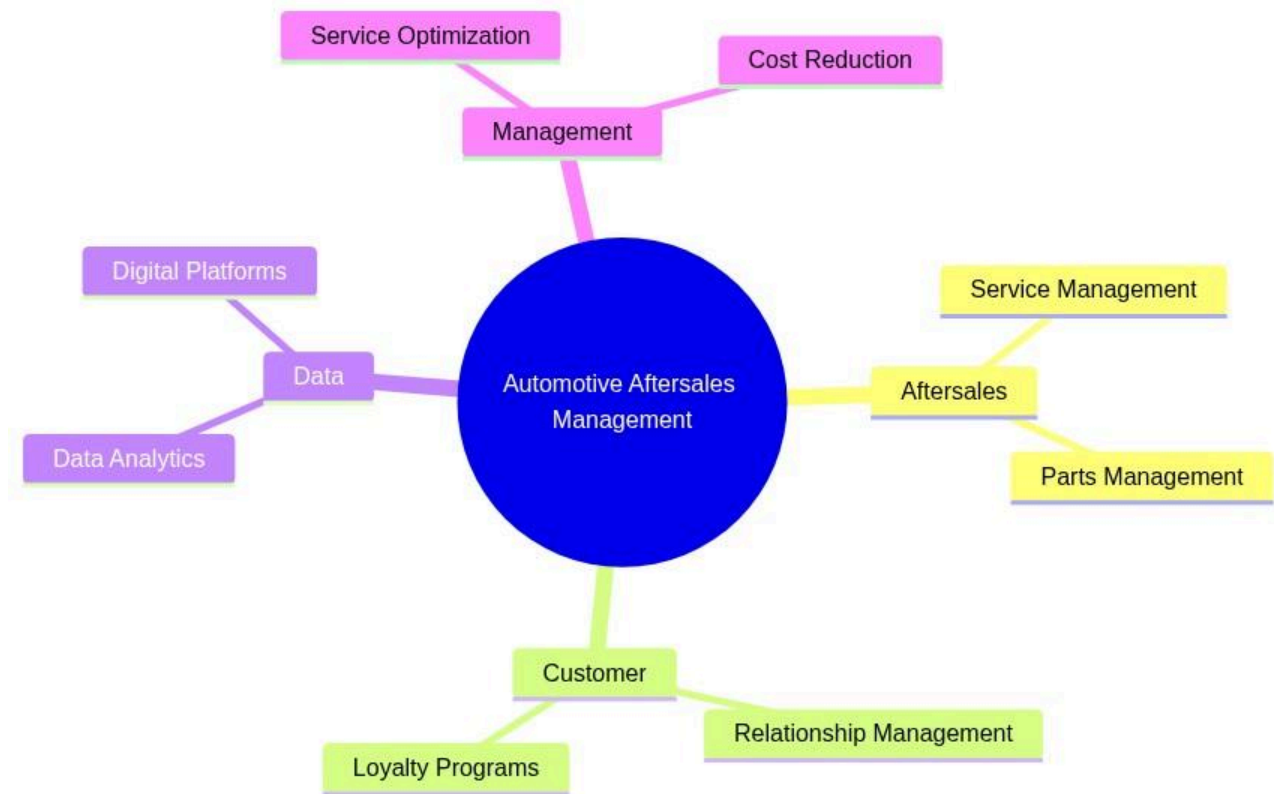 Service Optimization
Cost Reduction
Management
Digital Platforms
Service Management
Data
Automotive Aftersales
Management
Aftersales
Data Analytics
Parts Management
Customer
Relationship Management
Loyalty Programs